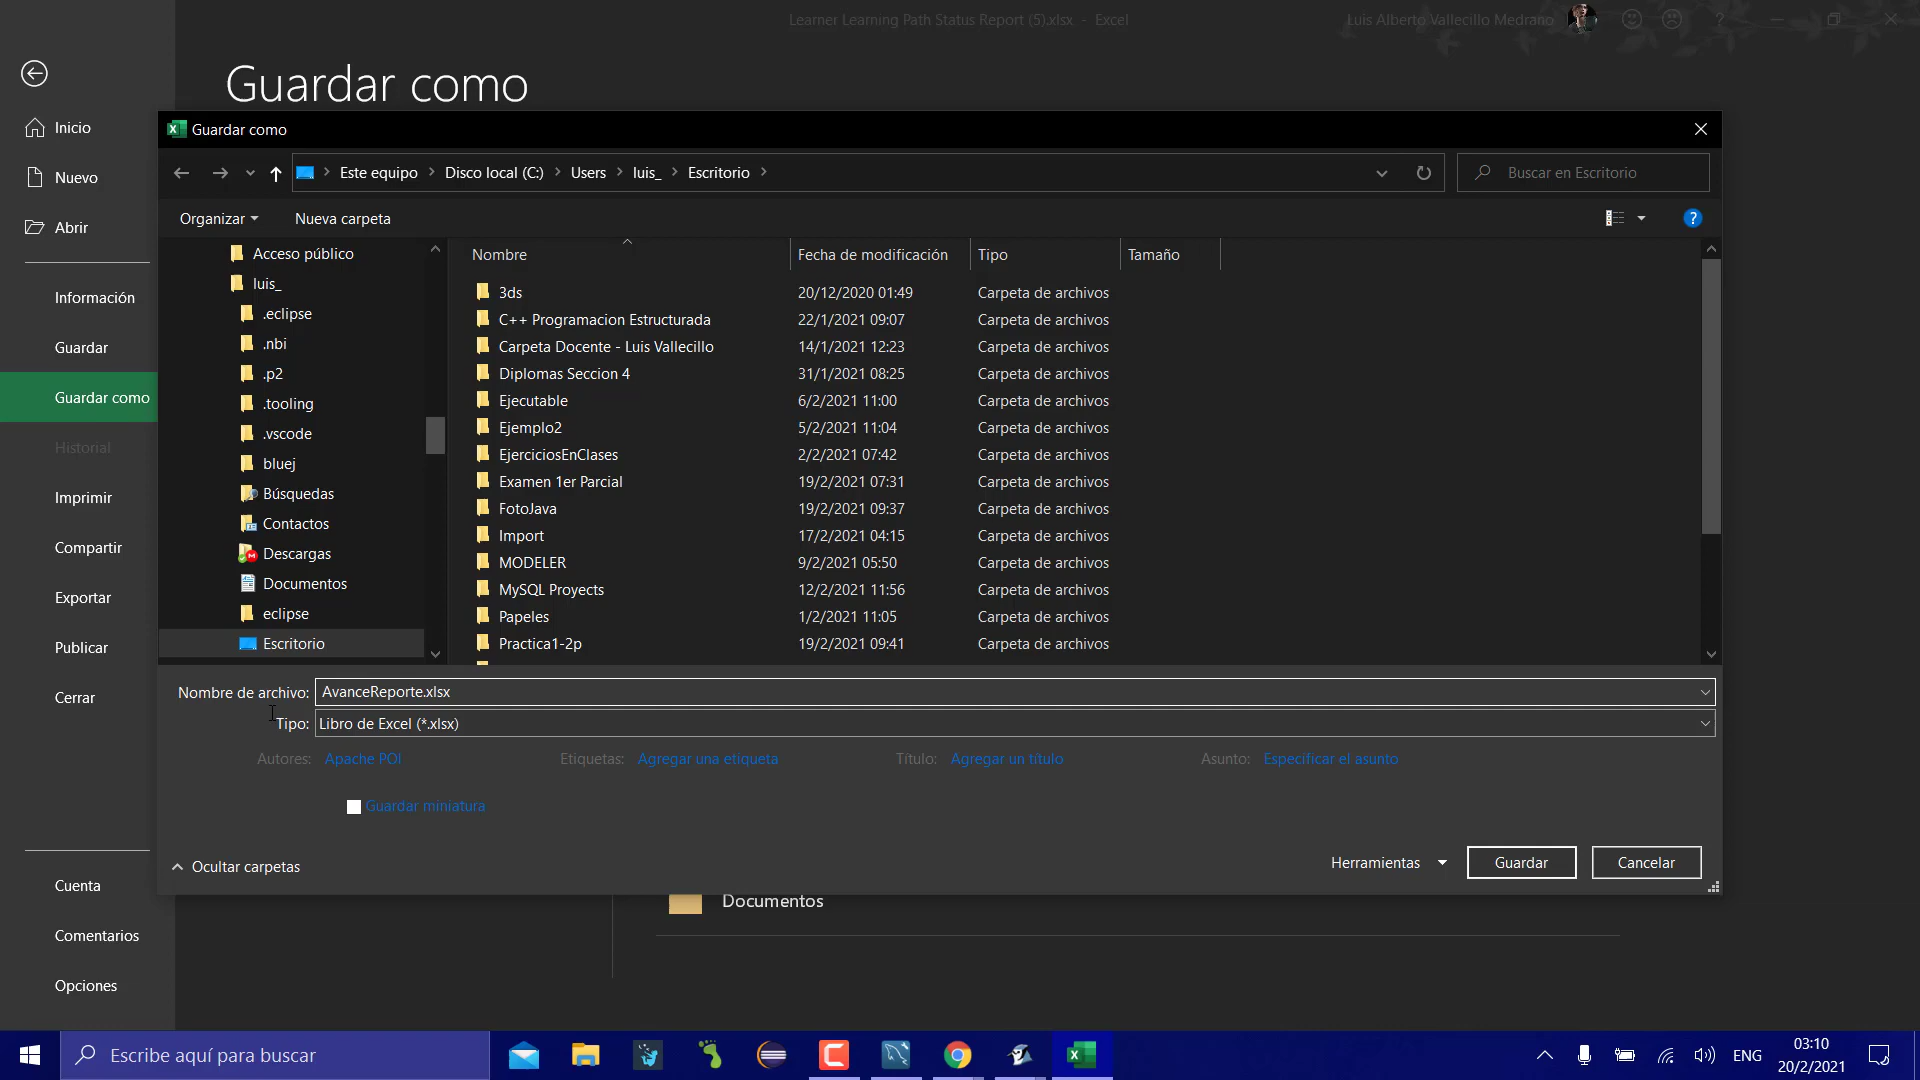 Learner Learning Path Status Report (5).xlsx - Excel
Luis Alberto Vallecillo Medrano
?
Guardar como
Inicio
Nuevo
Abrir
Información
Guardar
Guardar como
Historial
Imprimir
Compartir
Exportar
Publicar
Cerrar
Cuenta
Comentarios
Opciones
Guardar como
Este equipo > Disco local (C:) > Users > luis_ > Escritorio >
Buscar en Escritorio
Organizar
Nueva carpeta
?
Acceso público
luis_
.eclipse
.nbi
.p2
.tooling
.vscode
bluej
Búsquedas
Contactos
Descargas
Documentos
eclipse
Escritorio
Nombre Fecha de modificación Tipo Tamaño
3ds 20/12/2020 01:49 Carpeta de archivos
C++ Programacion Estructurada 22/1/2021 09:07 Carpeta de archivos
Carpeta Docente - Luis Vallecillo 14/1/2021 12:23 Carpeta de archivos
Diplomas Seccion 4 31/1/2021 08:25 Carpeta de archivos
Ejecutable 6/2/2021 11:00 Carpeta de archivos
Ejemplo2 5/2/2021 11:04 Carpeta de archivos
EjerciciosEnClases 2/2/2021 07:42 Carpeta de archivos
Examen 1er Parcial 19/2/2021 07:31 Carpeta de archivos
FotoJava 19/2/2021 09:37 Carpeta de archivos
Import 17/2/2021 04:15 Carpeta de archivos
MODELER 9/2/2021 05:50 Carpeta de archivos
MySQL Proyects 12/2/2021 11:56 Carpeta de archivos
Papeles 1/2/2021 11:05 Carpeta de archivos
Practica1-2p 19/2/2021 09:41 Carpeta de archivos
Nombre de archivo: AvanceReporte.xlsx
Tipo: Libro de Excel (*.xlsx)
Autores: Apache POI Etiquetas: Agregar una etiqueta Título: Agregar un título Asunto: Especificar el asunto
Guardar miniatura
Ocultar carpetas
Herramientas
Guardar
Cancelar
Documentos
Escribe aquí para buscar
ENG
03:10
20/2/2021